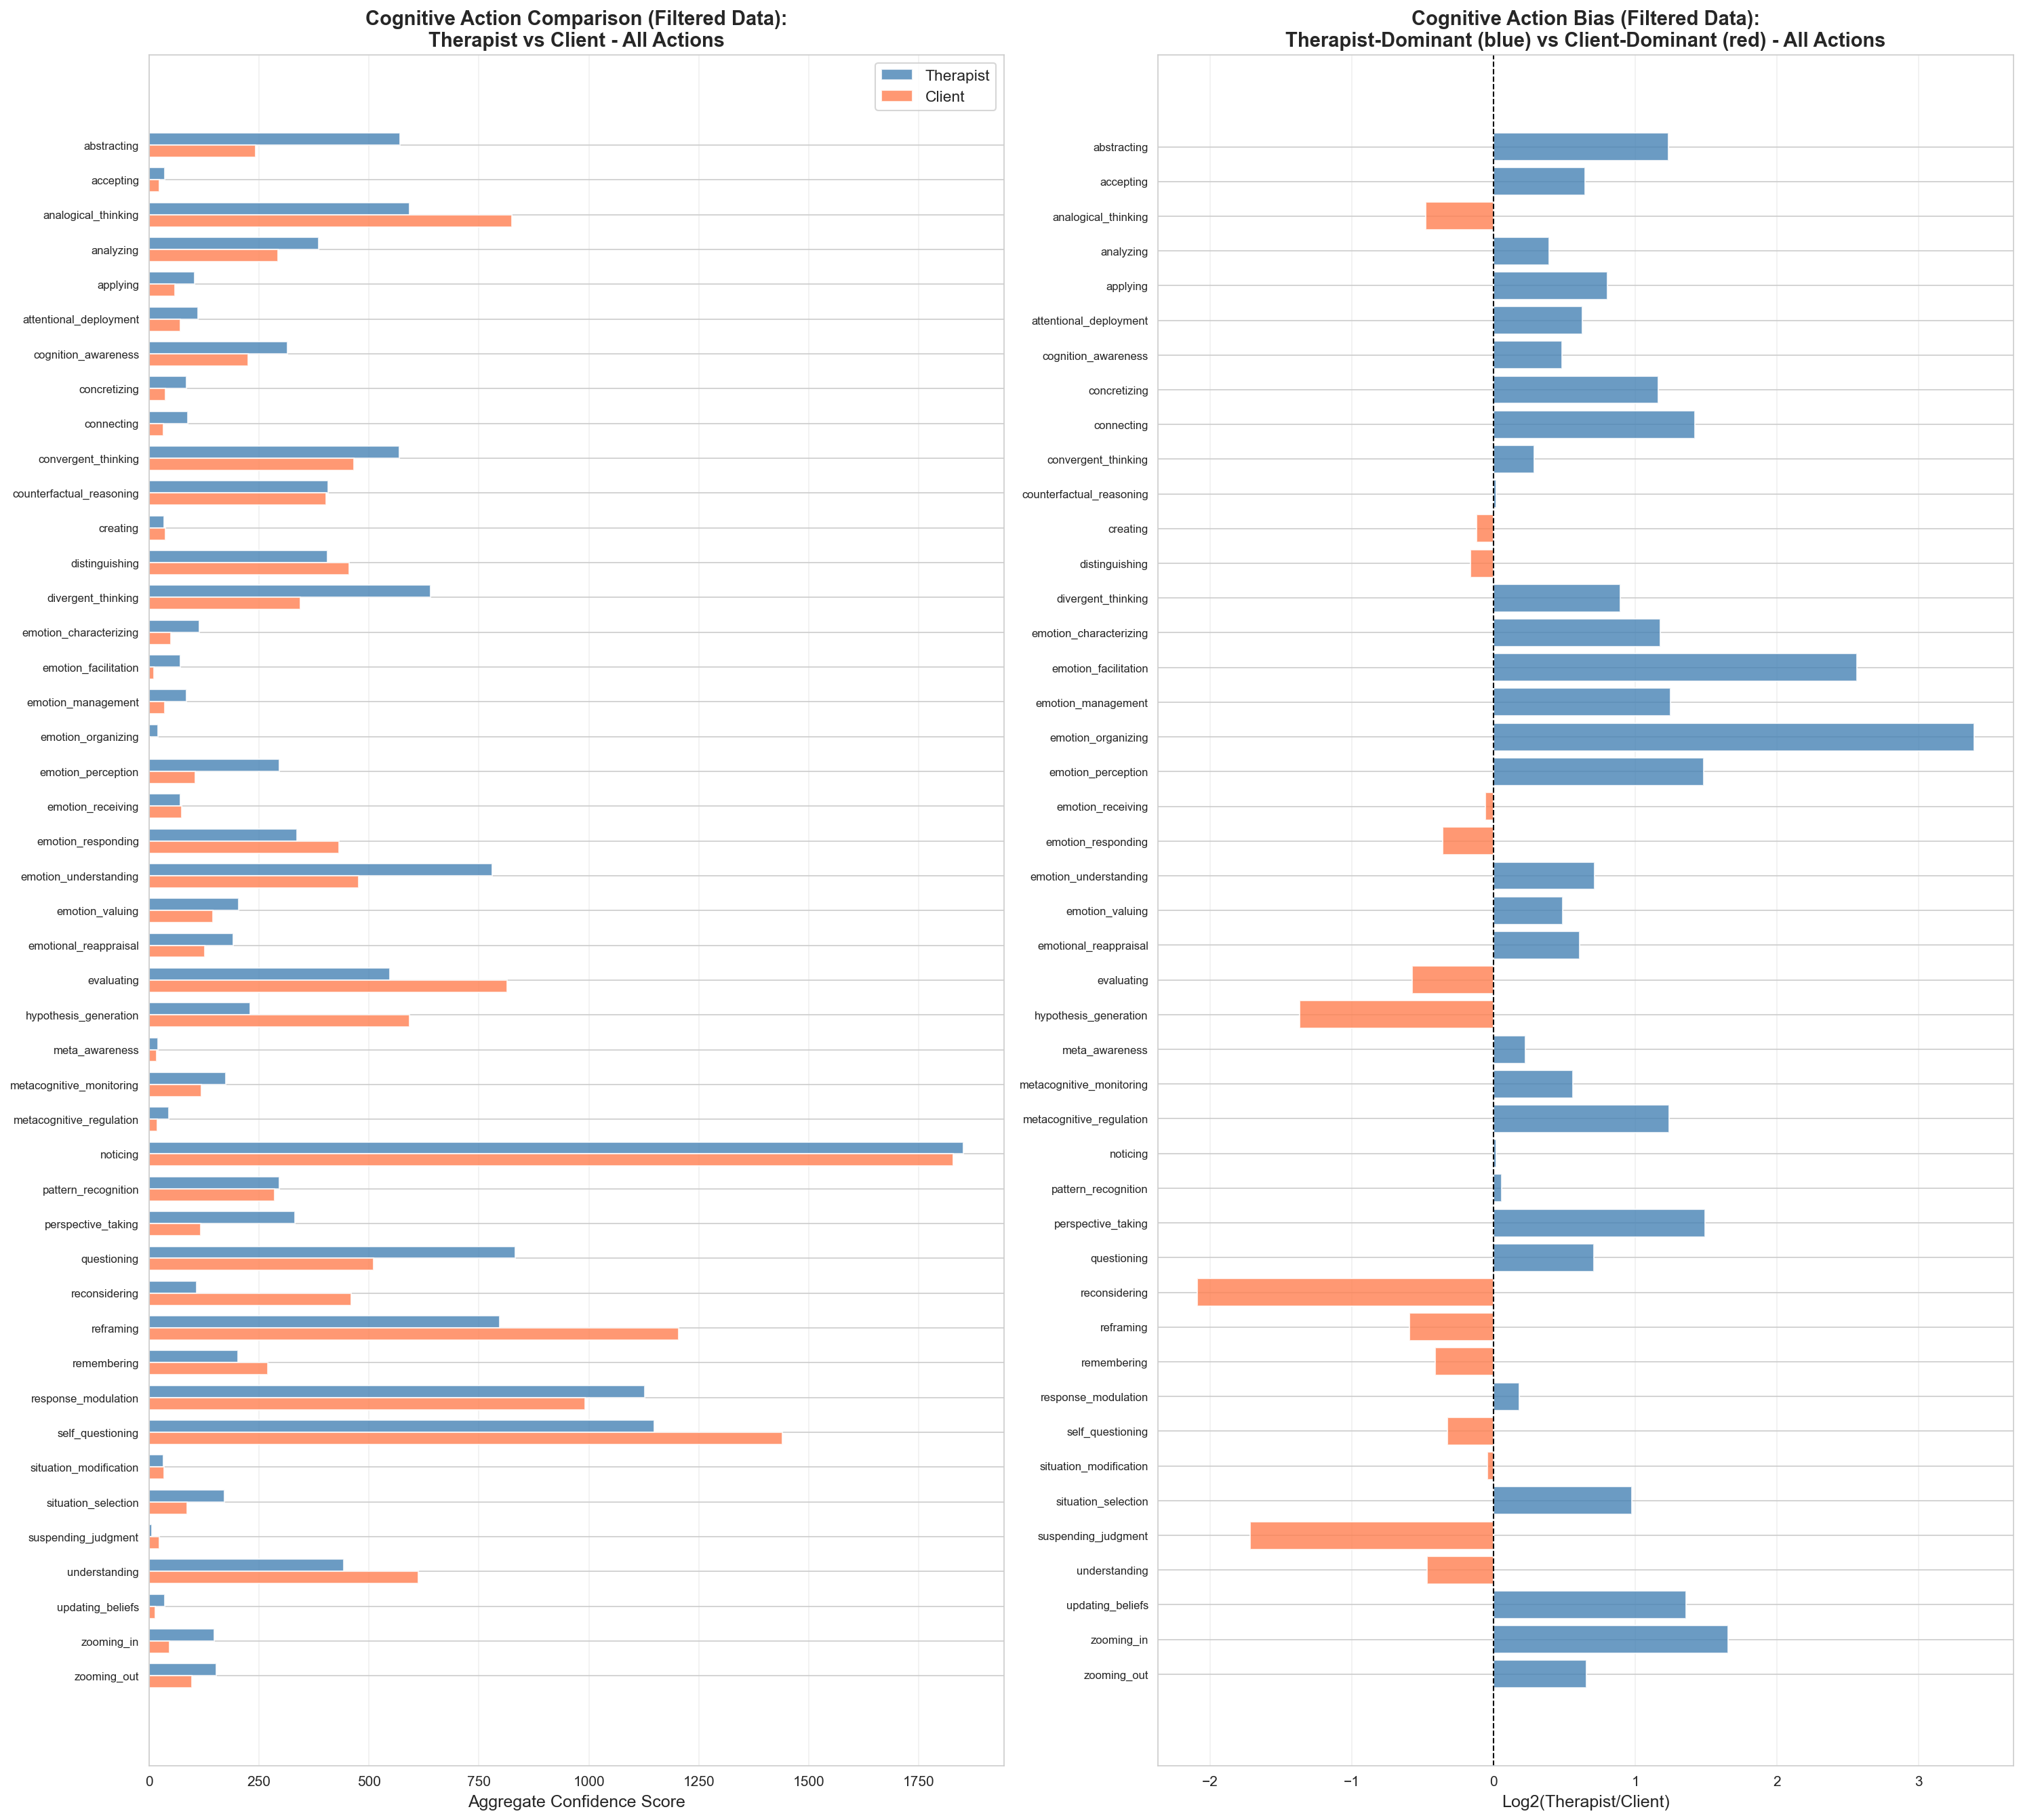 Cognitive Action Comparison (Filtered Data):
Therapist vs Client - All Actions
Therapist
Client
abstracting
accepting
analogical_thinking
analyzing
applying
attentional_deployment
cognition_awareness
concretizing
connecting
convergent_thinking
counterfactual_reasoning
creating
distinguishing
divergent_thinking
emotion_characterizing
emotion_facilitation
emotion_management
emotion_organizing
emotion_perception
emotion_receiving
emotion_responding
emotion_understanding
emotion_valuing
emotional_reappraisal
evaluating
hypothesis_generation
meta_awareness
metacognitive_monitoring
metacognitive_regulation
noticing
pattern_recognition
perspective_taking
questioning
reconsidering
reframing
remembering
response_modulation
self_questioning
situation_modification
situation_selection
suspending_judgment
understanding
updating_beliefs
zooming_in
zooming_out
0 250 500 750 1000 1250 1500 1750
Aggregate Confidence Score
Cognitive Action Bias (Filtered Data):
Therapist-Dominant (blue) vs Client-Dominant (red) - All Actions
abstracting
accepting
analogical_thinking
analyzing
applying
attentional_deployment
cognition_awareness
concretizing
connecting
convergent_thinking
counterfactual_reasoning
creating
distinguishing
divergent_thinking
emotion_characterizing
emotion_facilitation
emotion_management
emotion_organizing
emotion_perception
emotion_receiving
emotion_responding
emotion_understanding
emotion_valuing
emotional_reappraisal
evaluating
hypothesis_generation
meta_awareness
metacognitive_monitoring
metacognitive_regulation
noticing
pattern_recognition
perspective_taking
questioning
reconsidering
reframing
remembering
response_modulation
self_questioning
situation_modification
situation_selection
suspending_judgment
understanding
updating_beliefs
zooming_in
zooming_out
−2 −1 0 1 2 3
Log2(Therapist/Client)